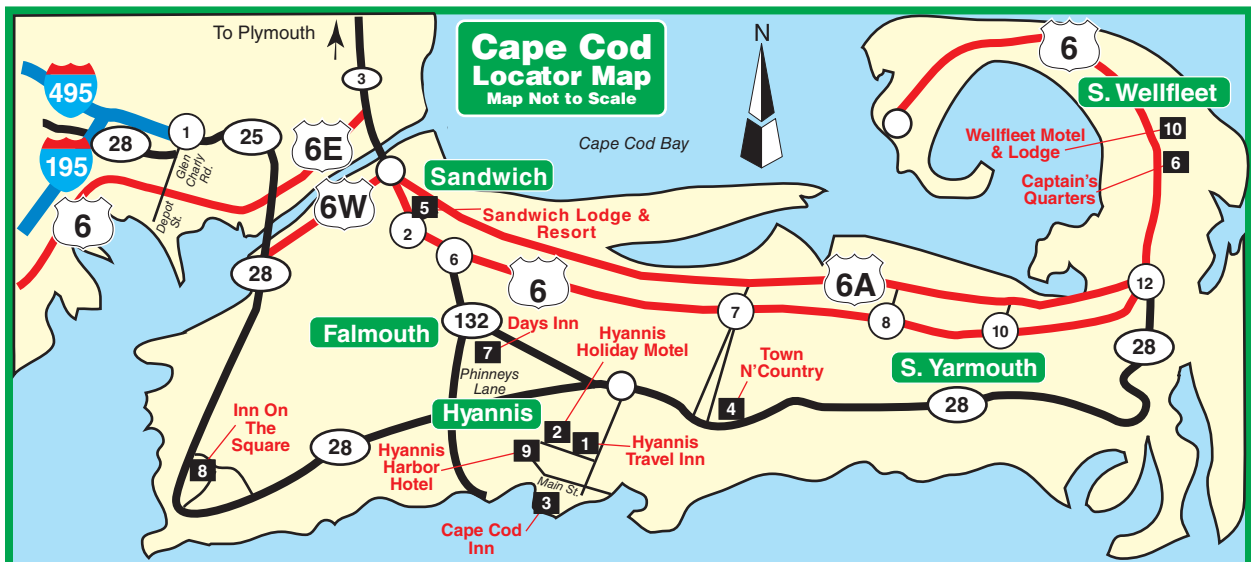 To Plymouth
Cape Cod
Locator Map
Map Not to Scale
N
6
S. Wellfleet
Wellfleet Motel
& Lodge
10
Captain's
Quarters
6
Cape Cod Bay
495
195
28
1
25
3
6E
6W
6
Glen
Charly
Rd.
Depot
St.
28
Sandwich
5
Sandwich Lodge &
Resort
2
6
6
6A
7
8
10
12
28
132
Falmouth
Days Inn
7
Phinneys
Lane
Hyannis
Holiday Motel
Town
N'Country
4
S. Yarmouth
28
Hyannis
2
1
Hyannis
Travel Inn
Inn On
The
Square
8
28
Hyannis
Harbor
Hotel
9
Main St.
3
Cape Cod
Inn